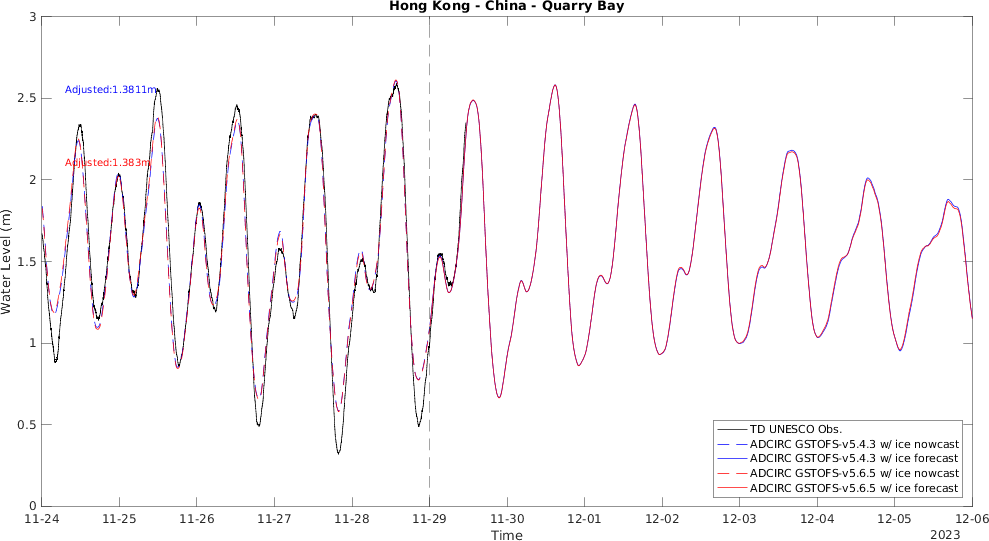 Hong Kong - China - Quarry Bay
3
2.5
2
1.5
1
0.5
0
Water Level (m)
Adjusted:1.3811m
Adjusted:1.383m
TD UNESCO Obs.
ADCIRC GSTOFS-v5.4.3 w/ ice nowcast
ADCIRC GSTOFS-v5.4.3 w/ ice forecast
ADCIRC GSTOFS-v5.6.5 w/ ice nowcast
ADCIRC GSTOFS-v5.6.5 w/ ice forecast
11-24 11-25 11-26 11-27 11-28 11-29 11-30 12-01 12-02 12-03 12-04 12-05 12-06
Time
2023